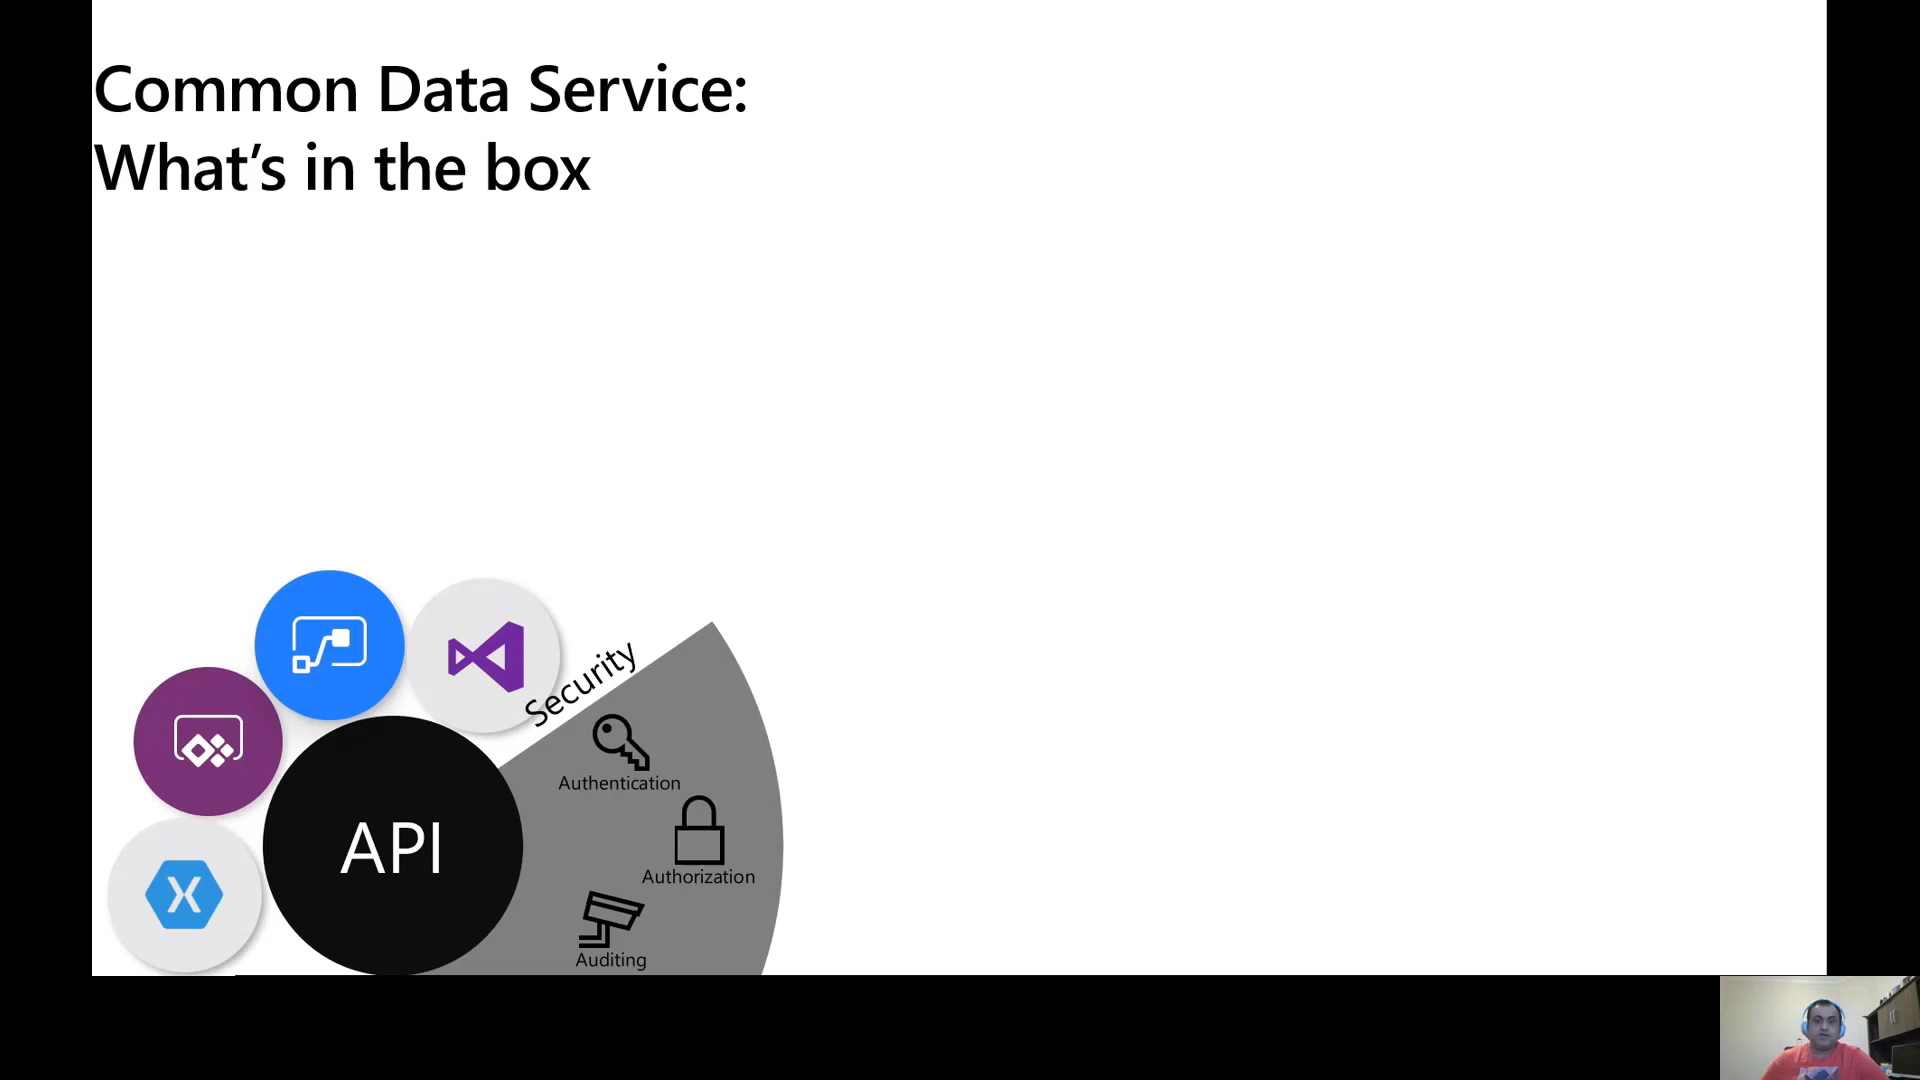 Common Data Service:
What’s in the box
Security
Authentication
API
Authorization
Auditing